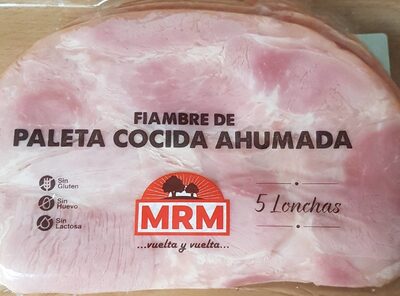 FIAMBRE DE
PALETA COCIDA AHUMADA
Sin
Gluten
Sin
Huevo
Sin
Lactosa
MRM
...vuelta y vuelta...
5 Lonchas